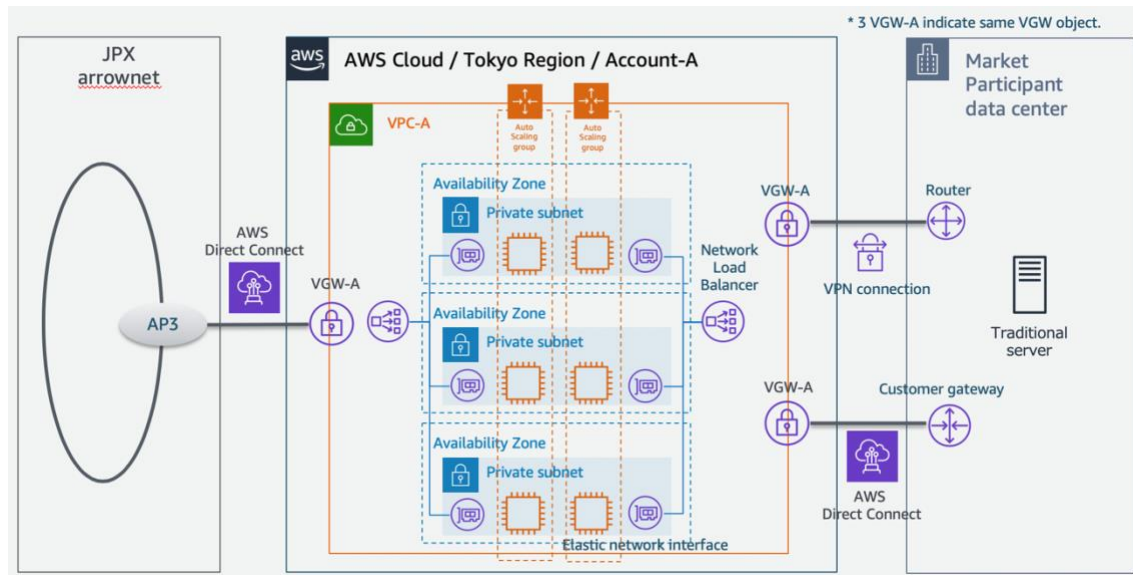 * 3 VGW-A indicate same VGW object.
JPX
arrownet
AP3
AWS
Direct Connect
aws
AWS Cloud / Tokyo Region / Account-A
VPC-A
Auto
Scaling
group
Auto
Scaling
group
VGW-A
Availability Zone
Private subnet
Availability Zone
Private subnet
Availability Zone
Private subnet
Elastic network interface
Network
Load
Balancer
VGW-A
VPN connection
VGW-A
AWS
Direct Connect
Market
Participant
data center
Router
Traditional
server
Customer gateway